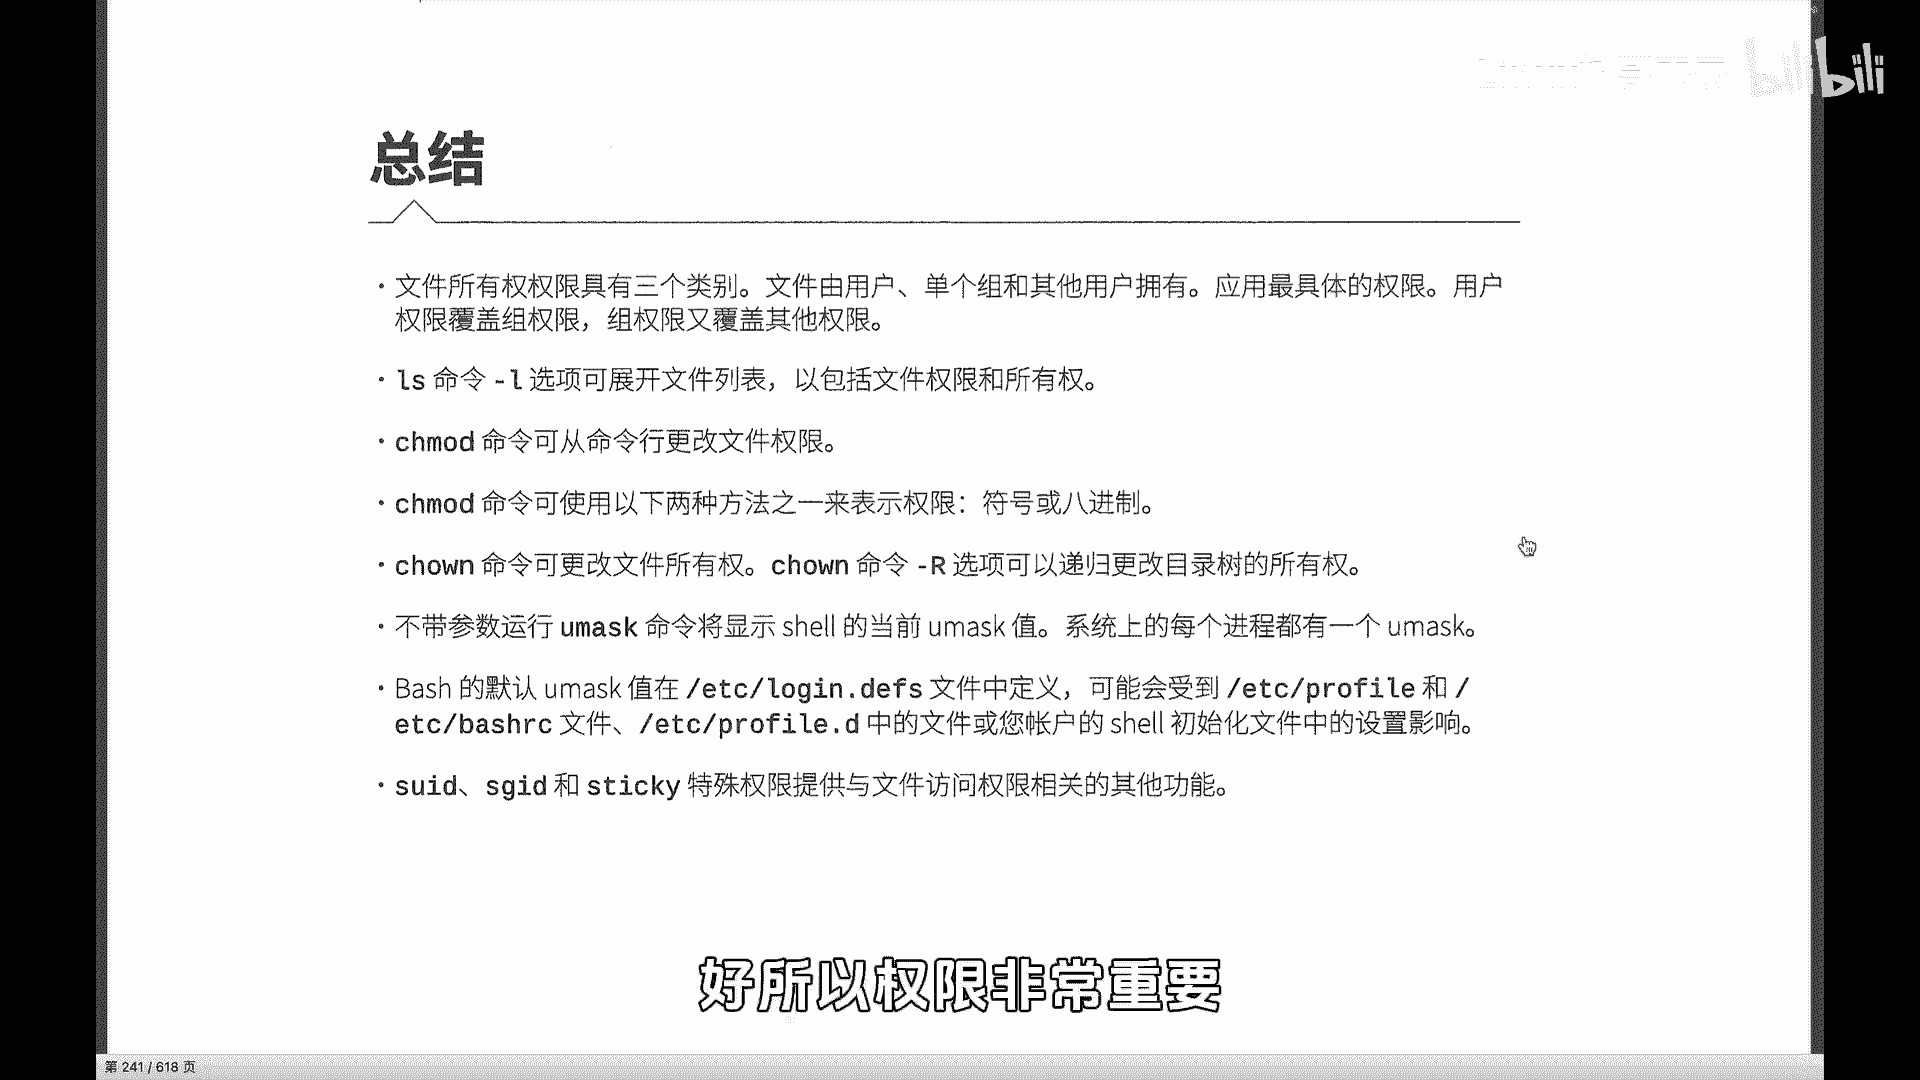 bilibili
总结
• 文件所有权权限具有三个类别。文件由用户、单个组和其他用户拥有。应用最具体的权限。用户
权限覆盖组权限，组权限又覆盖其他权限。
• ls 命令 -l 选项可展开文件列表，以包括文件权限和所有权。
• chmod 命令可从命令行更改文件权限。
• chmod 命令可使用以下两种方法之一来表示权限：符号或八进制。
• chown 命令可更改文件所有权。chown 命令 -R 选项可以递归更改目录树的所有权。
• 不带参数运行 umask 命令将显示 shell 的当前 umask 值。系统上的每个进程都有一个 umask。
• Bash 的默认 umask 值在 /etc/login.defs 文件中定义，可能会受到 /etc/profile 和 /
etc/bashrc 文件、/etc/profile.d 中的文件或您帐户的 shell 初始化文件中的设置影响。
• suid、sgid 和 sticky 特殊权限提供与文件访问权限相关的其他功能。
好所以权限非常重要
第 241 / 618 页